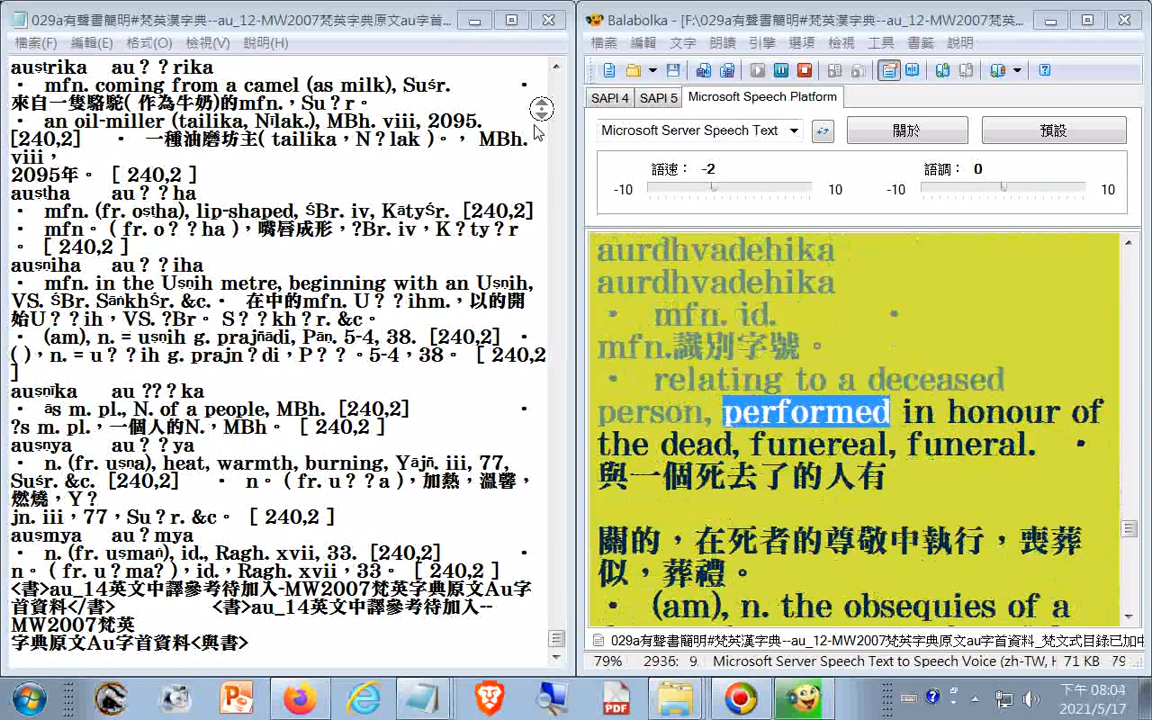 029a有聲書簡明#梵英漢字典--au_12-MW2007梵英字典原文au字首...
檔案(F) 編輯(E) 格式(O) 檢視(V) 說明(H)
auṣṭrika au??rika
• mfn. coming from a camel (as milk), Suśr. •
來自一隻駱駝( 作為牛奶)的mfn.，Su?r。
• an oil-miller (tailika, Nīlak.), MBh. viii, 2095.
[240,2] • 一種油磨坊主( tailika，N?lak )。， MBh.
viii，
2095年。 [ 240,2 ]
auṣṭha au??ha
• mfn. (fr. oṣṭha), lip-shaped, ŚBr. iv, KātyŚr. [240,2]
• mfn。( fr. o??ha )，嘴唇成形，?Br. iv，K?ty?r
。[ 240,2 ]
auṣṇiha au??iha
• mfn. in the Uṣṇih metre, beginning with an Uṣṇih,
VS. ŚBr. SāṅkhŚr. &c. • 在中的mfn. U??ihm.，以的開
始U??ih，VS. ?Br。 S??kh?r. &c。
• (am), n. = uṣṇih g. prajñādi, Pāṇ. 5-4, 38. [240,2]
( )，n. = u??ih g. prajn?di，P??。5-4，38。 [ 240,2
]
auṣṇīka au???ka
• ās m. pl., N. of a people, MBh. [240,2] •
?s m. pl.，一個人的N.，MBh。 [ 240,2 ]
auṣṇya au??ya
• n. (fr. uṣṇa), heat, warmth, burning, Yājñ. iii, 77,
Suśr. &c. [240,2] • n。( fr. u??a )，加熱，溫馨，
燃燒，Y?
jn. iii，77，Su?r. &c。 [ 240,2 ]
auṣmya au?mya
• n. (fr. uṣman), id., Ragh. xvii, 33. [240,2] •
n。( fr. u?ma? )，id.，Ragh. xvii，33。 [ 240,2 ]
<書>au_14英文中譯參考待加入-MW2007梵英字典原文Au字
首資料</書> <書>au_14英文中譯參考待加入--
MW2007梵英
字典原文Au字首資料<與書>
Balabolka - [F:\029a有聲書簡明#梵英漢字典--au_12-MW2007梵英...
檔案 編輯 文字 朗讀 引擎 選項 檢視 工具 書籤 說明
SAPI 4 SAPI 5 Microsoft Speech Platform
Microsoft Server Speech Text 關於 預設
語速： -2 語調： 0
-10 10 -10 10
aurdhvadehika
aurdhvadehika
• mfn. id. •
mfn.識別字號。
• relating to a deceased
person, performed in honour of
the dead, funereal, funeral. •
與一個死去了的人有
關的，在死者的尊敬中執行，喪葬
似，葬禮。
• (am), n. the obsequies of a
029a有聲書簡明#梵英漢字典--au_12-MW2007梵英字典原文au字首資料_梵文式目錄已加中
79% 2936: 9 Microsoft Server Speech Text to Speech Voice (zh-TW, H 71 KB 79
PDF
下午 08:04
2021/5/17